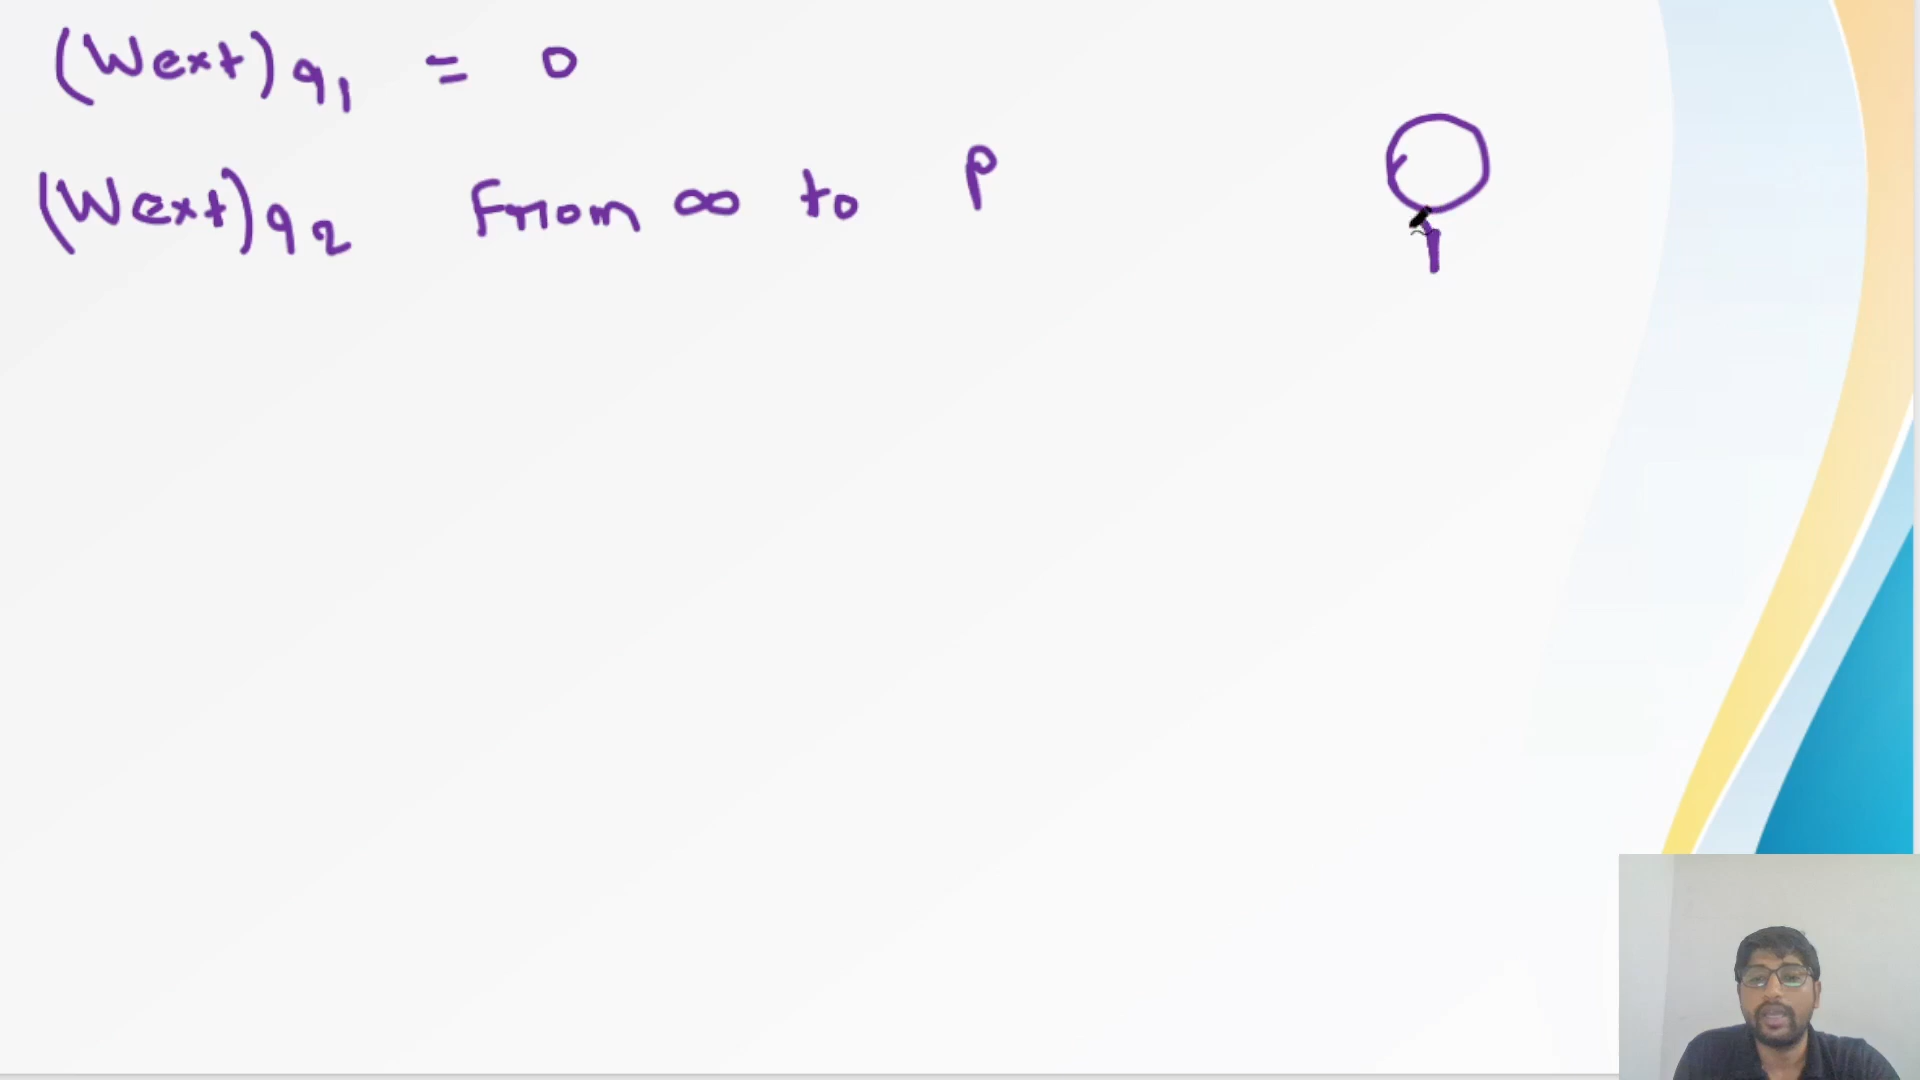 (Wext)q1 = 0
(Wext)q2 From ∞ to P